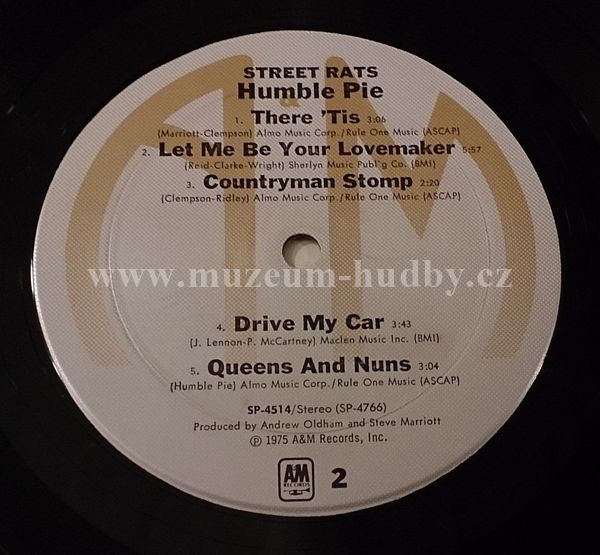 STREET RATS
Humble Pie
1. There 'Tis 3:06
(Marriott-Clempson) Almo Music Corp./Rule One Music (ASCAP)
2. Let Me Be Your Lovemaker 5:57
(Reid-Clarke-Wright) Sherlyn Music Publ'g Co. (BMI)
3. Countryman Stomp 2:20
(Clempson-Ridley) Almo Music Corp./Rule One Music (ASCAP)
www.muzeum-hudby.cz
4. Drive My Car 3:43
(J. Lennon-P. McCartney) Maclen Music Inc. (BMI)
5. Queens And Nuns 3:04
(Humble Pie) Almo Music Corp./Rule One Music (ASCAP)
SP-4514/Stereo (SP-4766)
Produced by Andrew Oldham and Steve Marriott
℗ 1975 A&M Records, Inc.
A&M RECORDS 2